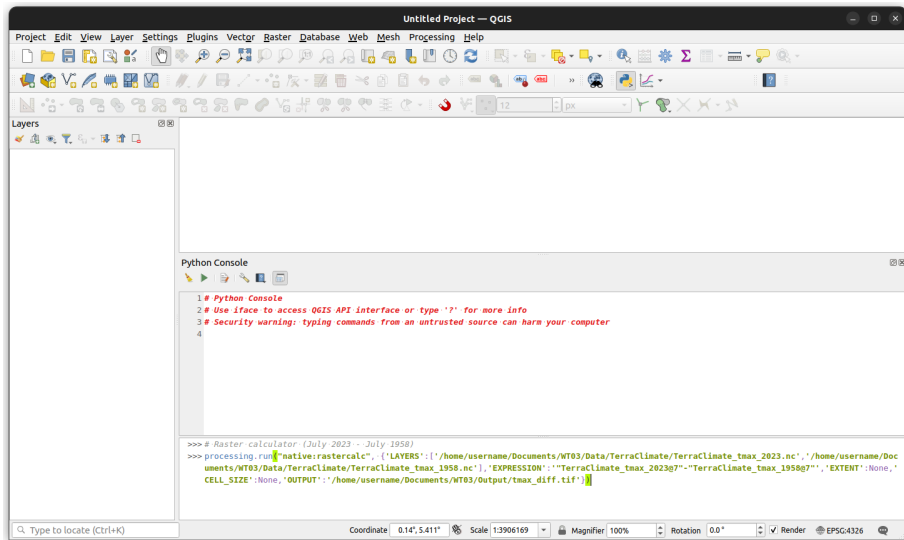 Untitled Project — QGIS
Project Edit View Layer Settings Plugins Vector Raster Database Web Mesh Processing Help
12 px
Layers
Python Console
1 # Python Console
2 # Use iface to access QGIS API interface or type '?' for more info
3 # Security warning: typing commands from an untrusted source can harm your computer
4
>>> # Raster calculator (July 2023 - July 1958)
>>> processing.run("native:rastercalc", {'LAYERS':['/home/username/Documents/WT03/Data/TerraClimate/TerraClimate_tmax_2023.nc','/home/username/Doc
uments/WT03/Data/TerraClimate/TerraClimate_tmax_1958.nc'],'EXPRESSION':'"TerraClimate_tmax_2023@7"-"TerraClimate_tmax_1958@7"','EXTENT':None,'
CELL_SIZE':None,'OUTPUT':'/home/username/Documents/WT03/Output/tmax_diff.tif'})
Type to locate (Ctrl+K) Coordinate 0.14°, 5.411° Scale 1:3906169 Magnifier 100% Rotation 0.0 ° Render EPSG:4326